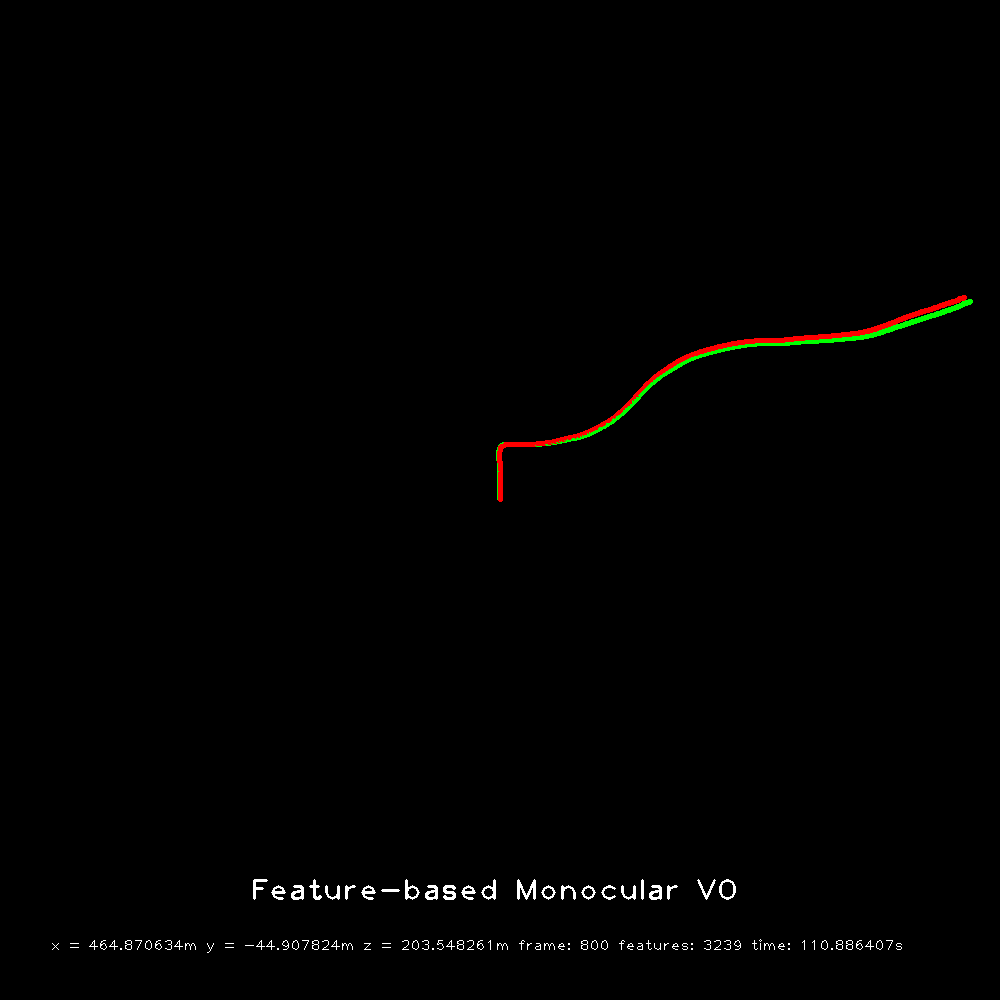 Feature-based Monocular VO
x = 464.870634m y = -44.907824m z = 203.548261m frame: 800 features: 3239 time: 110.886407s